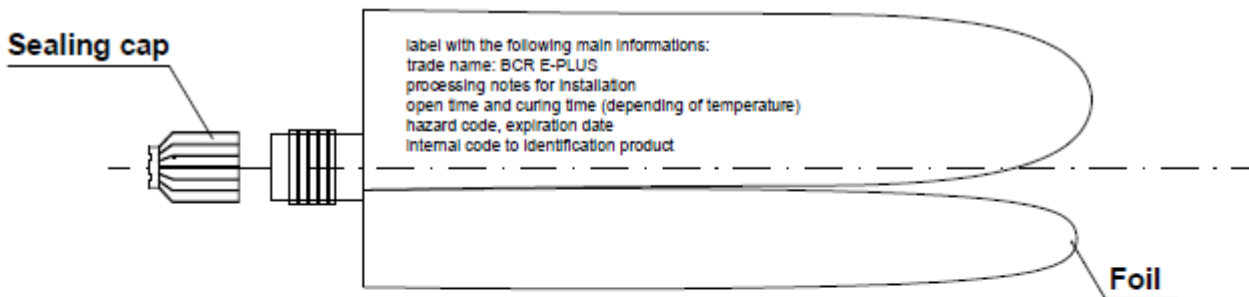 Sealing cap
label with the following main informations:
trade name: BCR E-PLUS
processing notes for installation
open time and curing time (depending of temperature)
hazard code, expiration date
internal code to identification product
Foil